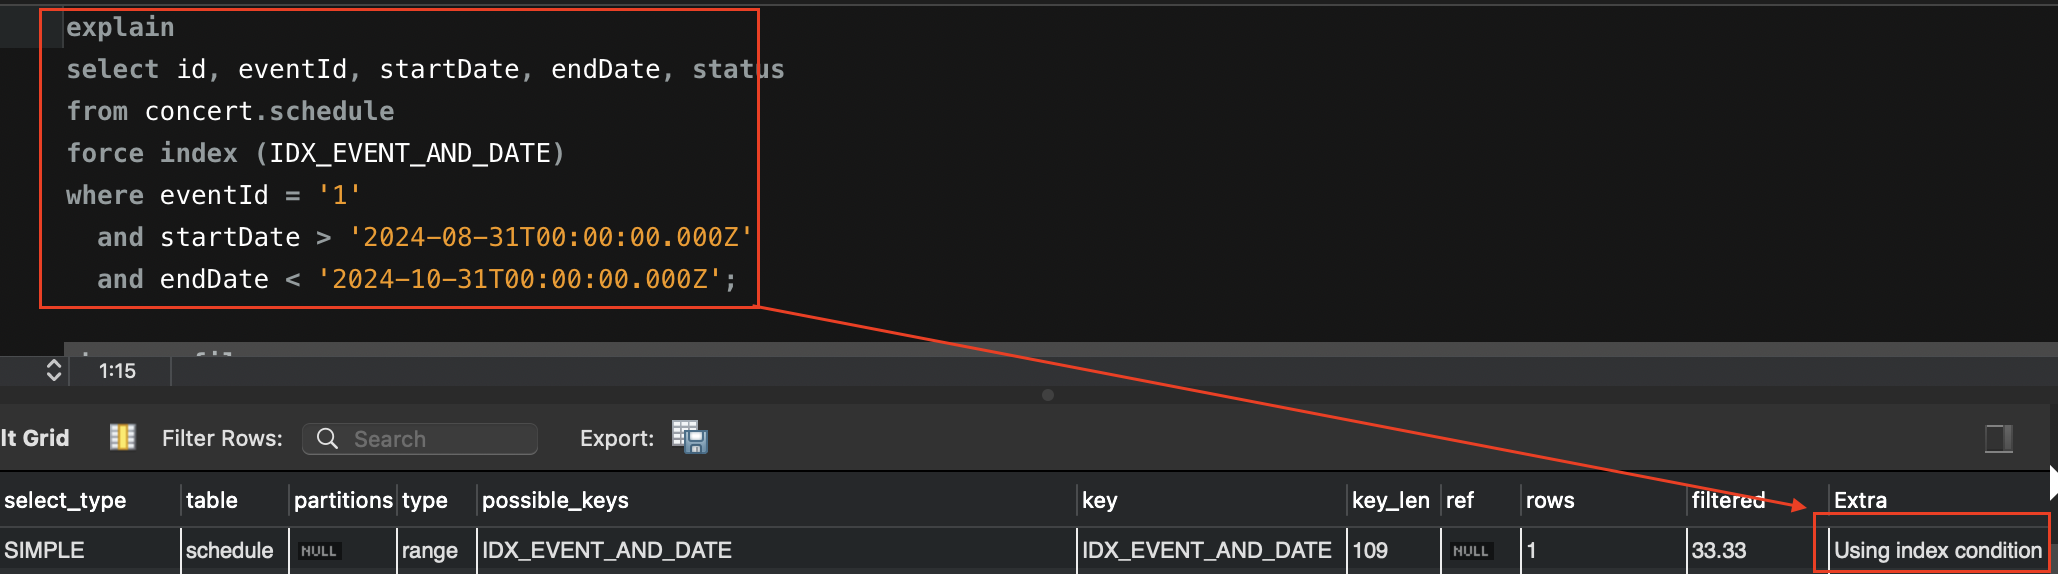 explain
select id, eventId, startDate, endDate, status
from concert.schedule
force index (IDX_EVENT_AND_DATE)
where eventId = '1'
and startDate > '2024-08-31T00:00:00.000Z'
and endDate < '2024-10-31T00:00:00.000Z';
1:15
lt Grid Filter Rows: Search Export:
select_type table partitions type possible_keys key key_len ref rows filtered Extra
SIMPLE schedule NULL range IDX_EVENT_AND_DATE IDX_EVENT_AND_DATE 109 NULL 1 33.33 Using index condition